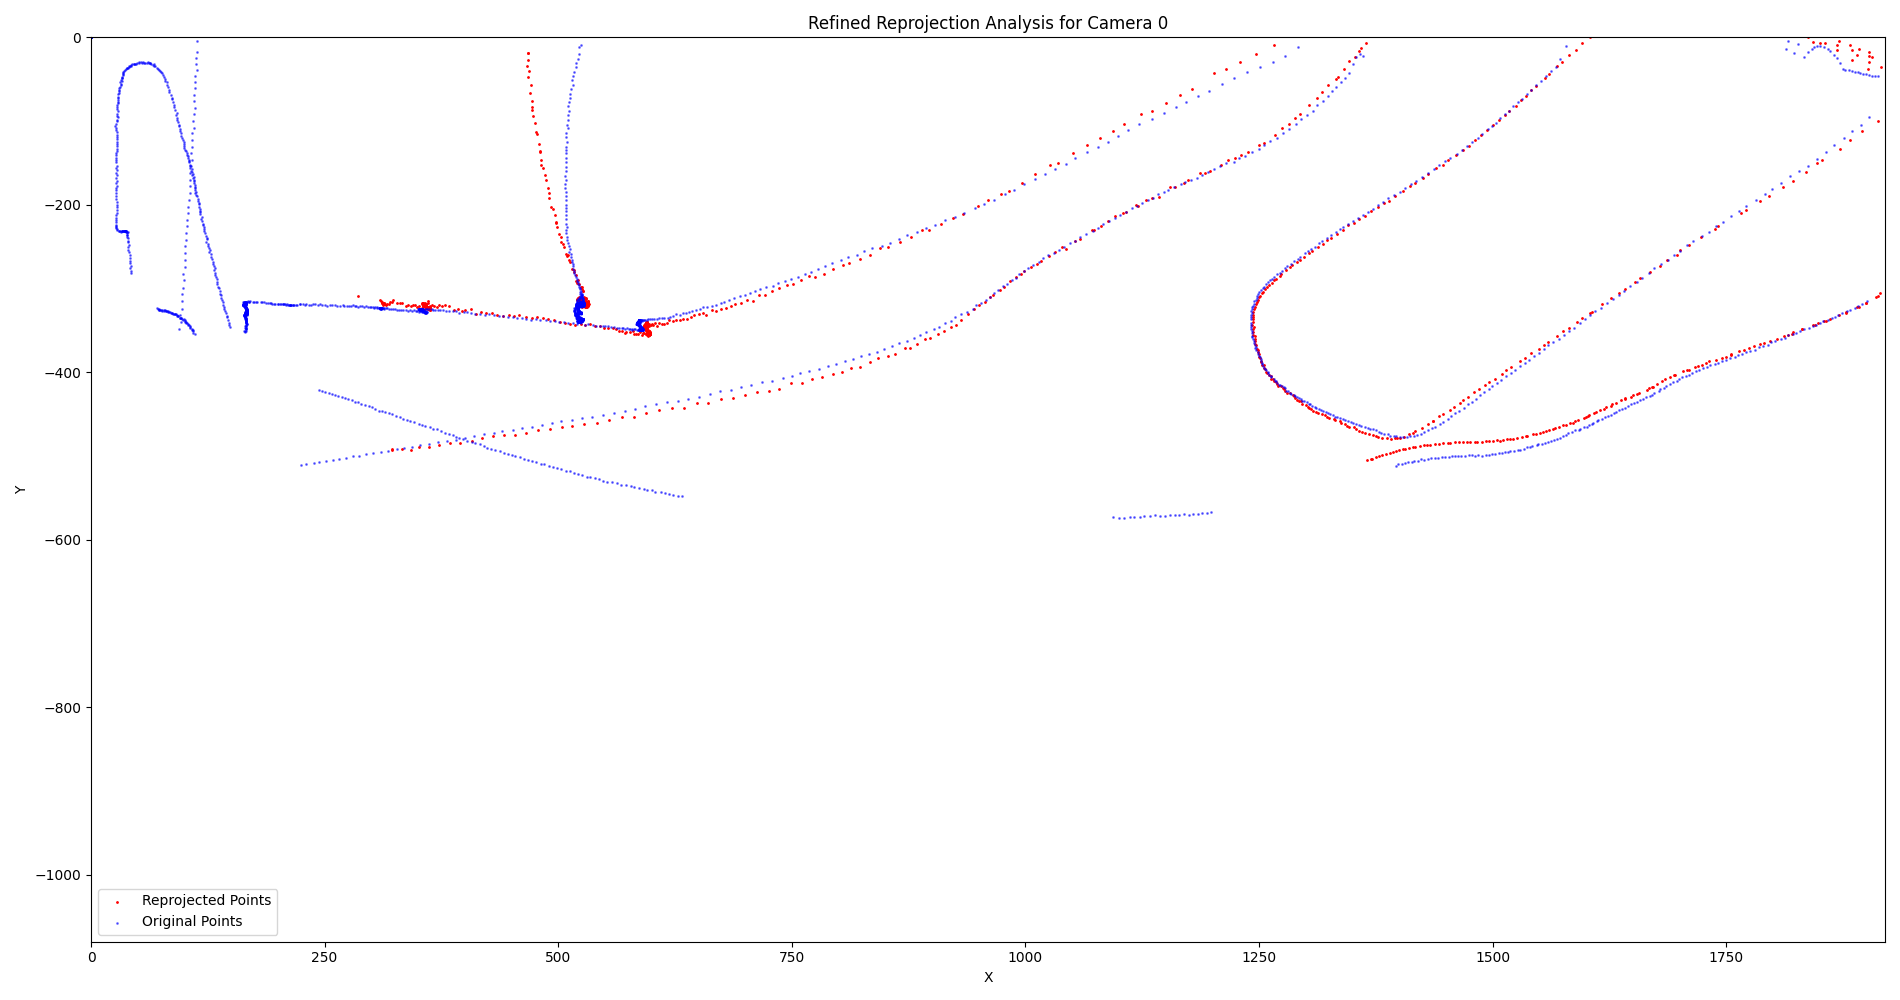 Refined Reprojection Analysis for Camera 0
0
−200
−400
−600
−800
−1000
Y
Reprojected Points
Original Points
0
250
500
750
1000
1250
1500
1750
X